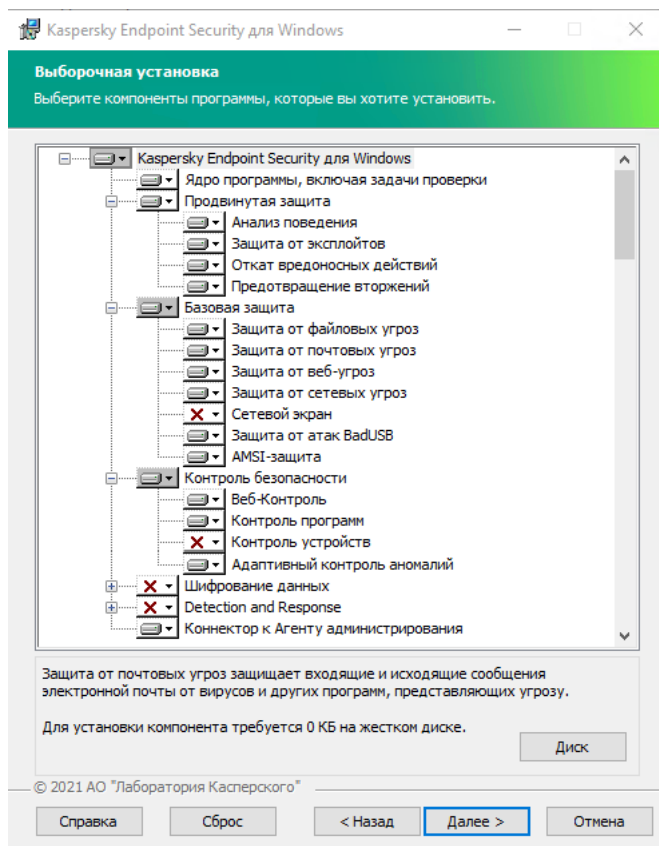 Kaspersky Endpoint Security для Windows
Выборочная установка
Выберите компоненты программы, которые вы хотите установить.
Kaspersky Endpoint Security для Windows
Ядро программы, включая задачи проверки
Продвинутая защита
Анализ поведения
Защита от эксплойтов
Откат вредоносных действий
Предотвращение вторжений
Базовая защита
Защита от файловых угроз
Защита от почтовых угроз
Защита от веб-угроз
Защита от сетевых угроз
Сетевой экран
Защита от атак BadUSB
AMSI-защита
Контроль безопасности
Веб-Контроль
Контроль программ
Контроль устройств
Адаптивный контроль аномалий
Шифрование данных
Detection and Response
Коннектор к Агенту администрирования
Защита от почтовых угроз защищает входящие и исходящие сообщения
электронной почты от вирусов и других программ, представляющих угрозу.
Для установки компонента требуется 0 КБ на жестком диске.
Диск
© 2021 АО "Лаборатория Касперского"
Справка
Сброс
< Назад
Далее >
Отмена